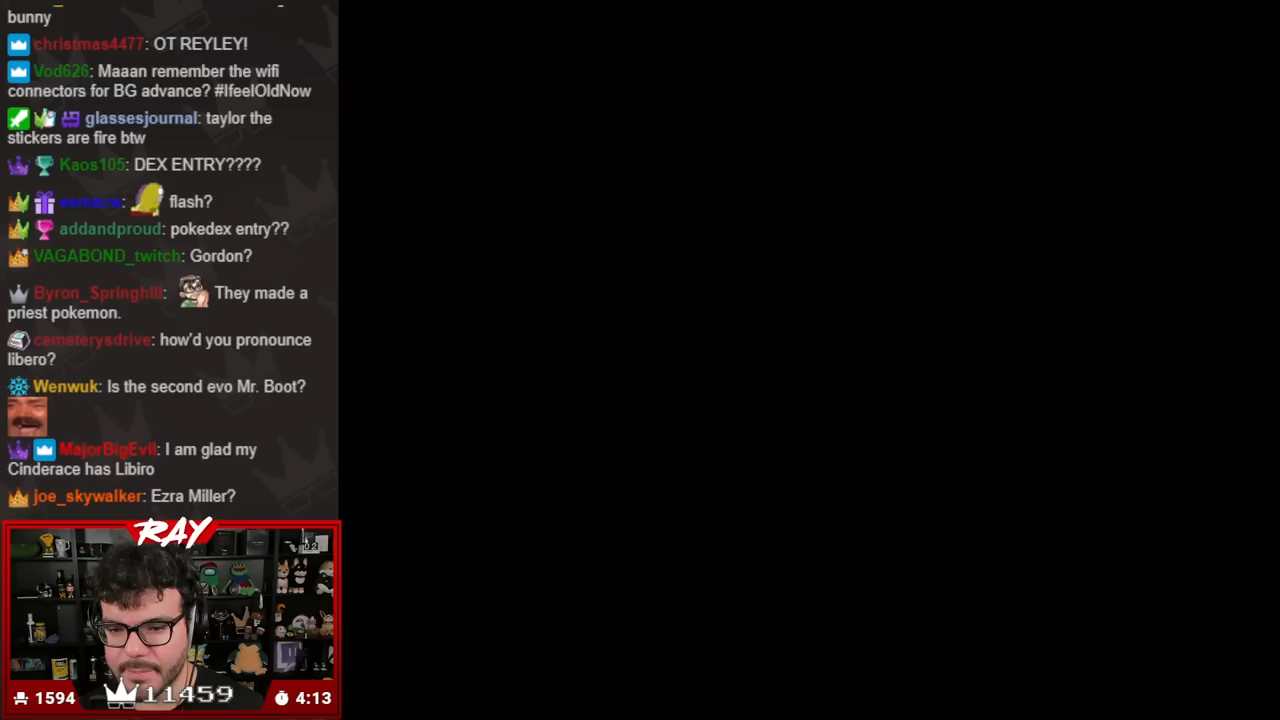 bunny
christmas4477: OT REYLEY!
Vod626: Maaan remember the wifi
connectors for BG advance? #IfeelOldNow
glassesjournal: taylor the
stickers are fire btw
Kaos105: DEX ENTRY????
esmacw: flash?
addandproud: pokedex entry??
VAGABOND_twitch: Gordon?
Byron_Springhill: They made a
priest pokemon.
cemeterysdrive: how'd you pronounce
libero?
Wenwuk: Is the second evo Mr. Boot?
MajorBigEvil: I am glad my
Cinderace has Libiro
joe_skywalker: Ezra Miller?
RAY
1594
11459
4:13